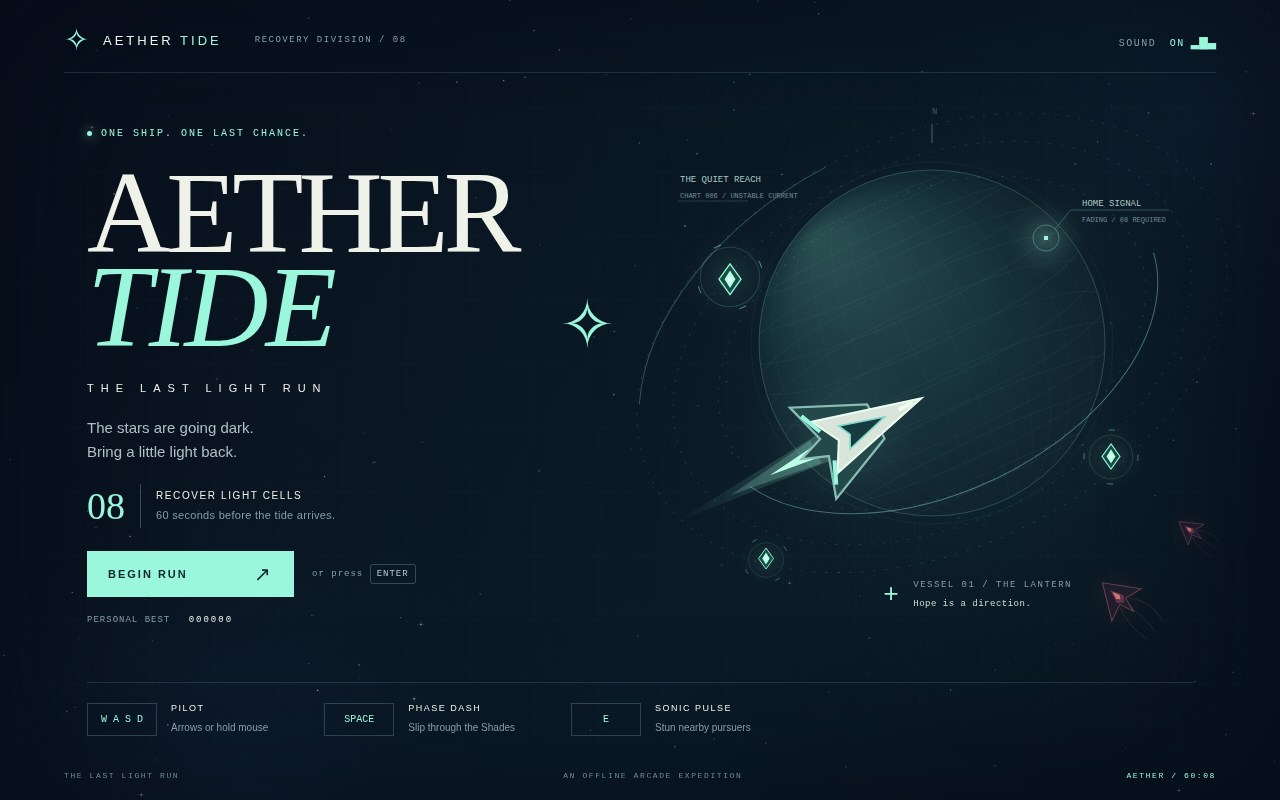 AETHER TIDE
RECOVERY DIVISION / 08
SOUND ON
ONE SHIP. ONE LAST CHANCE.
AETHER
TIDE
THE LAST LIGHT RUN
The stars are going dark.
Bring a little light back.
08
RECOVER LIGHT CELLS
60 seconds before the tide arrives.
BEGIN RUN ↗
or press ENTER
PERSONAL BEST 000000
N
THE QUIET REACH
CHART 006 / UNSTABLE CURRENT
HOME SIGNAL
FADING / 08 REQUIRED
VESSEL 01 / THE LANTERN
Hope is a direction.
W A S D
PILOT
Arrows or hold mouse
SPACE
PHASE DASH
Slip through the Shades
E
SONIC PULSE
Stun nearby pursuers
THE LAST LIGHT RUN
AN OFFLINE ARCADE EXPEDITION
AETHER / 60:08